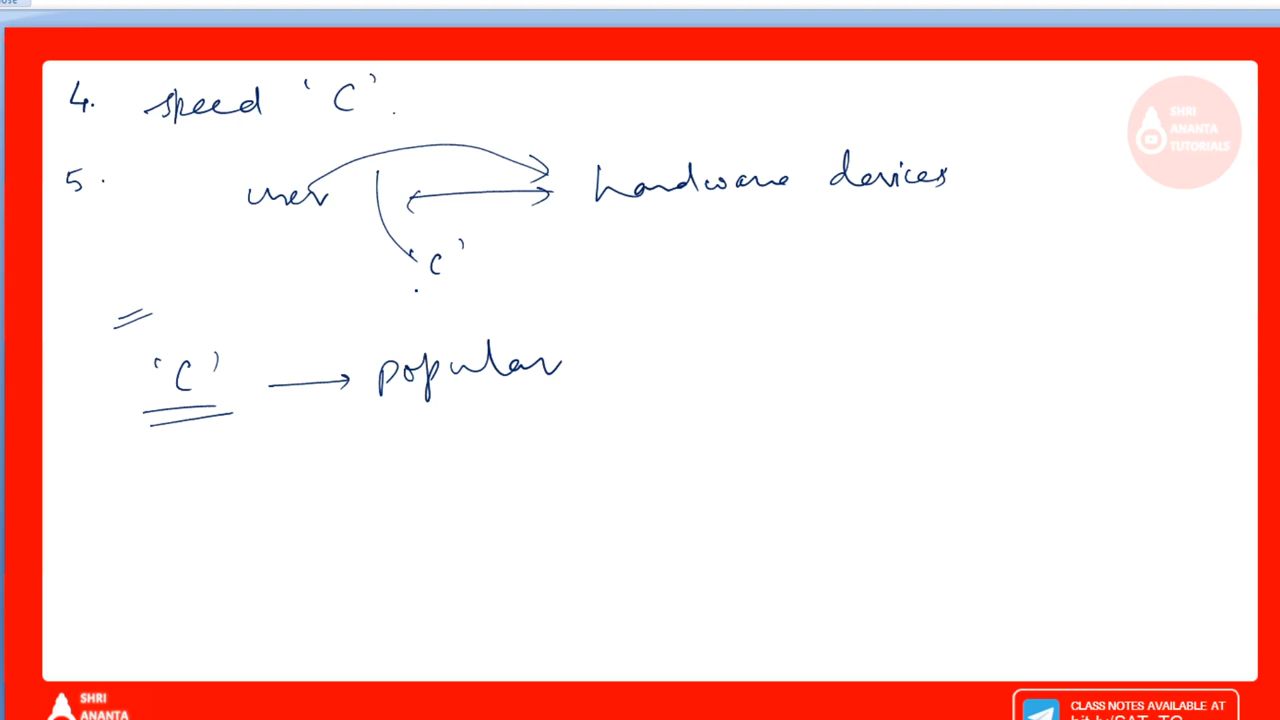 4. speed 'C'.
5. user hardware devices
'C'
'C' → popular
SHRI
ANANTA
TUTORIALS
SHRI
ANANTA
CLASS NOTES AVAILABLE AT